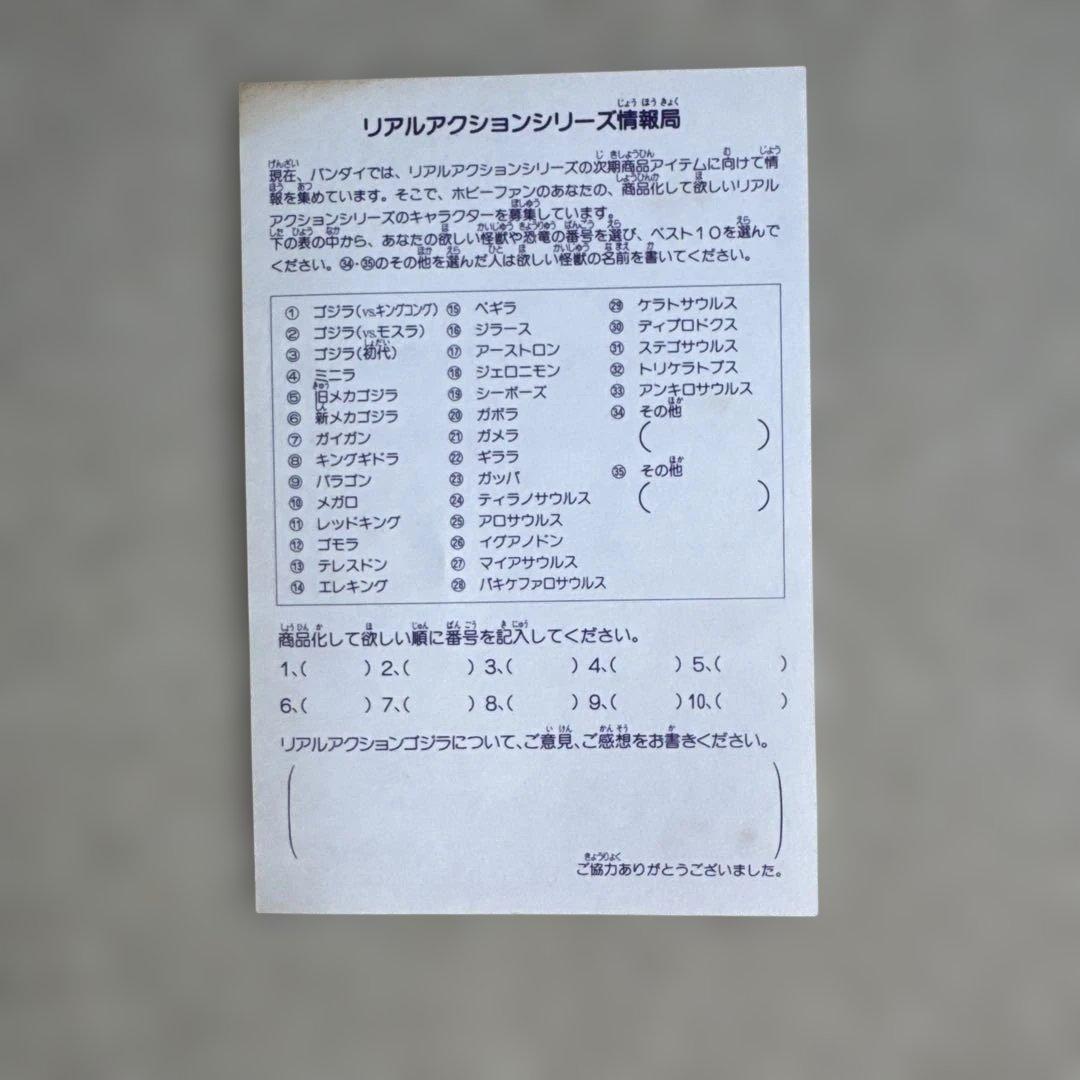 リアルアクションシリーズ情報局
現在、バンダイでは、リアルアクションシリーズの次期商品アイテムに向けて情
報を集めています。そこで、ホビーファンのあなたの、商品化して欲しいリアル
アクションシリーズのキャラクターを募集しています。
下の表の中から、あなたの欲しい怪獣や恐竜の番号を選び、ベスト10を選んで
ください。㉞・㉟のその他を選んだ人は欲しい怪獣の名前を書いてください。
① ゴジラ(vs.キングコング)
② ゴジラ(vs.モスラ)
③ ゴジラ(初代)
④ ミニラ
⑤ 旧メカゴジラ
⑥ 新メカゴジラ
⑦ ガイガン
⑧ キングギドラ
⑨ バラゴン
⑩ メガロ
⑪ レッドキング
⑫ ゴモラ
⑬ テレスドン
⑭ エレキング
⑮ ペギラ
⑯ ジラース
⑰ アーストロン
⑱ ジェロニモン
⑲ シーボーズ
⑳ ガボラ
㉑ ガメラ
㉒ ギララ
㉓ ガッパ
㉔ ティラノサウルス
㉕ アロサウルス
㉖ イグアノドン
㉗ マイアサウルス
㉘ パキケファロサウルス
㉙ ケラトサウルス
㉚ ディプロドクス
㉛ ステゴサウルス
㉜ トリケラトプス
㉝ アンキロサウルス
㉞ その他
( )
㉟ その他
( )
商品化して欲しい順に番号を記入してください。
1、( ) 2、( ) 3、( ) 4、( ) 5、( )
6、( ) 7、( ) 8、( ) 9、( ) 10、( )
リアルアクションゴジラについて、ご意見、ご感想をお書きください。
( )
ご協力ありがとうございました。